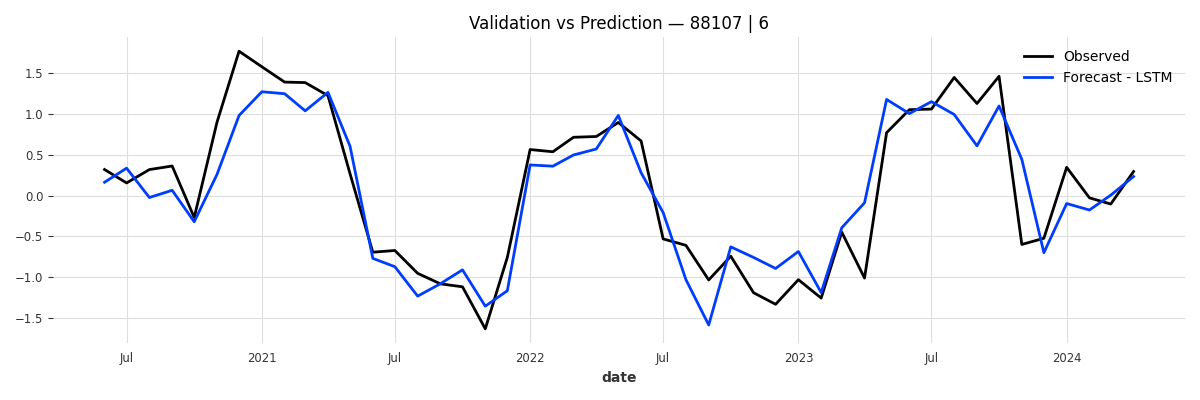 Validation vs Prediction — 88107 | 6
Observed
Forecast - LSTM
1.5
1.0
0.5
0.0
−0.5
−1.0
−1.5
Jul
2021
Jul
2022
Jul
2023
Jul
2024
date